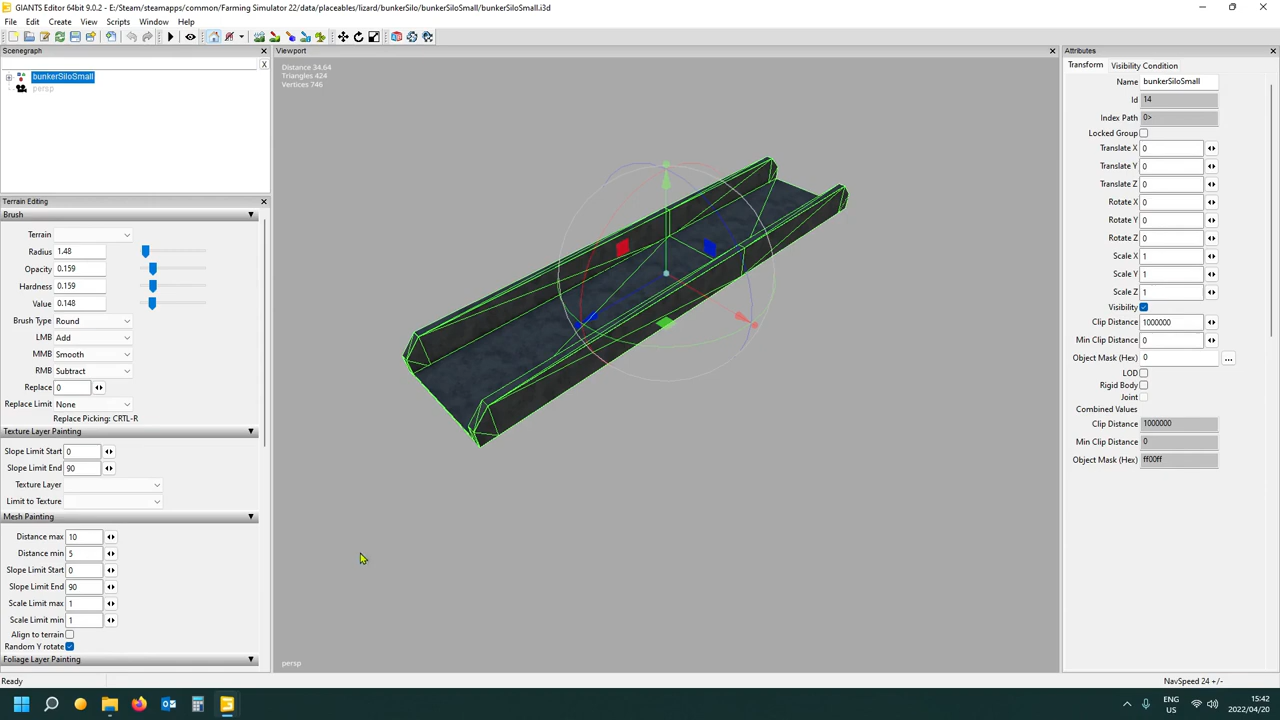 GIANTS Editor 64bit 9.0.2 - E:/Steam/steamapps/common/Farming Simulator 22/data/placeables/lizard/bunkerSilo/bunkerSiloSmall/bunkerSiloSmall.i3d
File Edit Create View Scripts Window Help
Scenegraph
X
bunkerSiloSmall
persp
Terrain Editing
Brush
Terrain
Radius 1.48
Opacity 0.159
Hardness 0.159
Value 0.148
Brush Type Round
LMB Add
MMB Smooth
RMB Subtract
Replace 0
Replace Limit None
Replace Picking: CRTL-R
Texture Layer Painting
Slope Limit Start 0
Slope Limit End 90
Texture Layer
Limit to Texture
Mesh Painting
Distance max 10
Distance min 5
Slope Limit Start 0
Slope Limit End 90
Scale Limit max 1
Scale Limit min 1
Align to terrain
Random Y rotate
Foliage Layer Painting
Viewport
Distance 34.64
Triangles 424
Vertices 746
persp
Attributes
Transform Visibility Condition
Name bunkerSiloSmall
Id 14
Index Path 0>
Locked Group
Translate X 0
Translate Y 0
Translate Z 0
Rotate X 0
Rotate Y 0
Rotate Z 0
Scale X 1
Scale Y 1
Scale Z 1
Visibility
Clip Distance 1000000
Min Clip Distance 0
Object Mask (Hex) 0 ...
LOD
Rigid Body
Joint
Combined Values
Clip Distance 1000000
Min Clip Distance 0
Object Mask (Hex) ff00ff
Ready
NavSpeed 24 +/-
ENG
US
15:42
2022/04/20